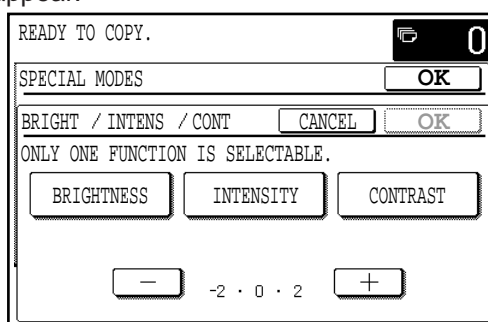 READY TO COPY. 0
SPECIAL MODES OK
BRIGHT / INTENS / CONT CANCEL OK
ONLY ONE FUNCTION IS SELECTABLE.
BRIGHTNESS INTENSITY CONTRAST
− -2 · 0 · 2 +